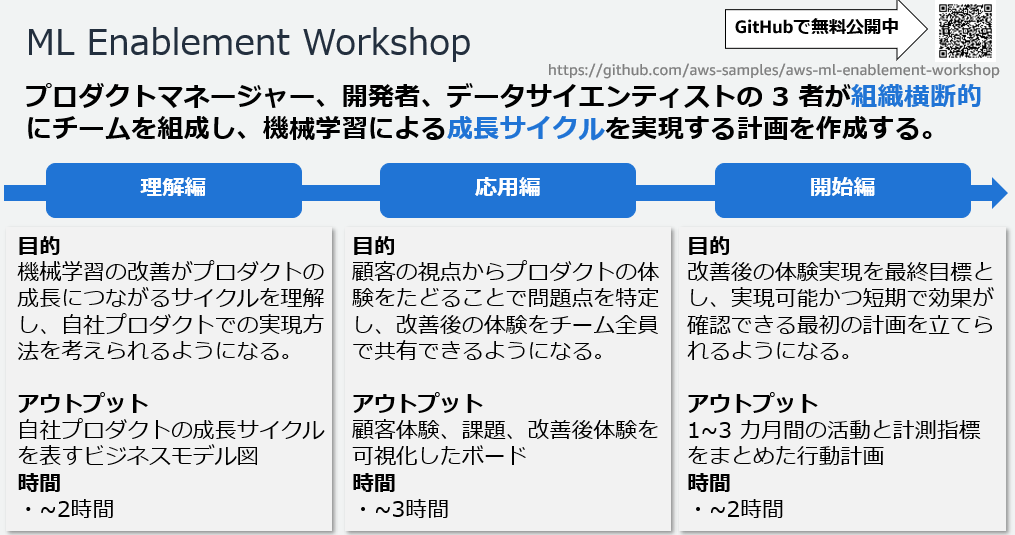 ML Enablement Workshop
GitHubで無料公開中
https://github.com/aws-samples/aws-ml-enablement-workshop
プロダクトマネージャー、開発者、データサイエンティストの 3 者が組織横断的
にチームを組成し、機械学習による成長サイクルを実現する計画を作成する。
理解編
応用編
開始編
目的
機械学習の改善がプロダクトの
成長につながるサイクルを理解
し、自社プロダクトでの実現方
法を考えられるようになる。
アウトプット
自社プロダクトの成長サイクル
を表すビジネスモデル図
時間
・~2時間
目的
顧客の視点からプロダクトの体
験をたどることで問題点を特定
し、改善後の体験をチーム全員
で共有できるようになる。
アウトプット
顧客体験、課題、改善後体験を
可視化したボード
時間
・~3時間
目的
改善後の体験実現を最終目標と
し、実現可能かつ短期で効果が
確認できる最初の計画を立てら
れるようになる。
アウトプット
1~3 カ月間の活動と計測指標
をまとめた行動計画
時間
・~2時間